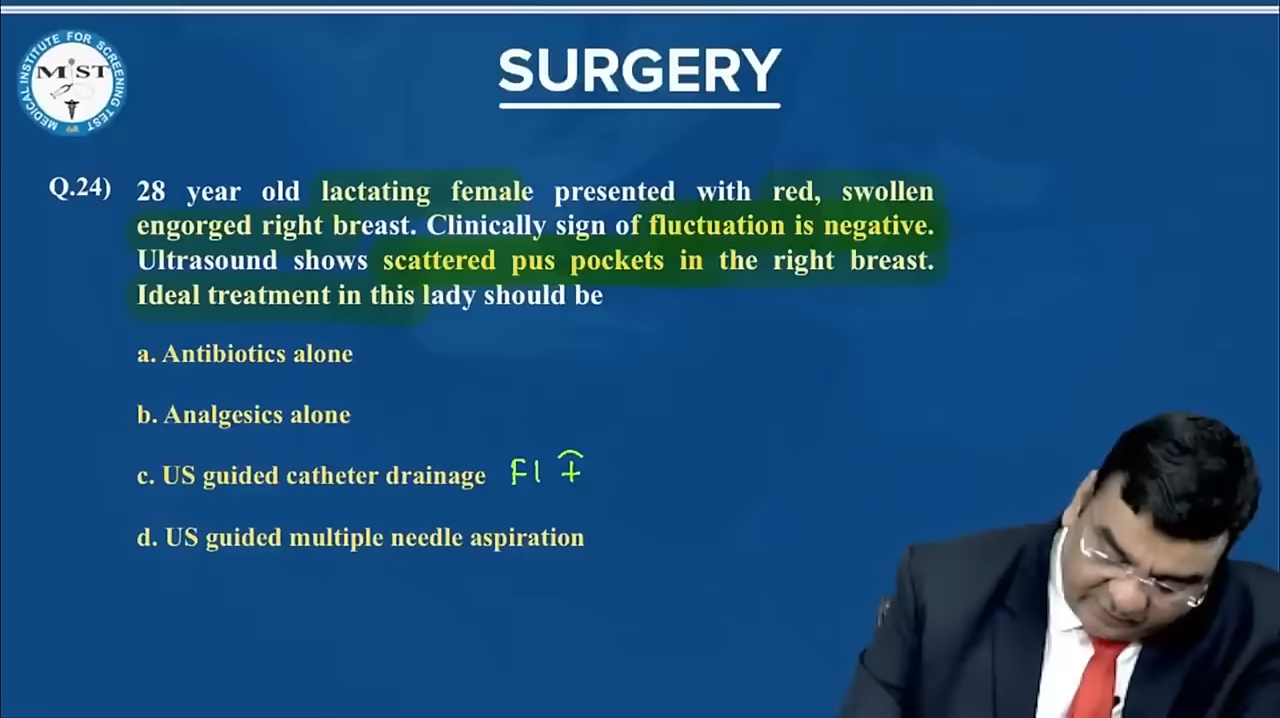 MEDICAL INSTITUTE FOR SCREENING TEST
MIST
SURGERY
Q.24) 28 year old lactating female presented with red, swollen
engorged right breast. Clinically sign of fluctuation is negative.
Ultrasound shows scattered pus pockets in the right breast.
Ideal treatment in this lady should be
a. Antibiotics alone
b. Analgesics alone
c. US guided catheter drainage Fl +
d. US guided multiple needle aspiration